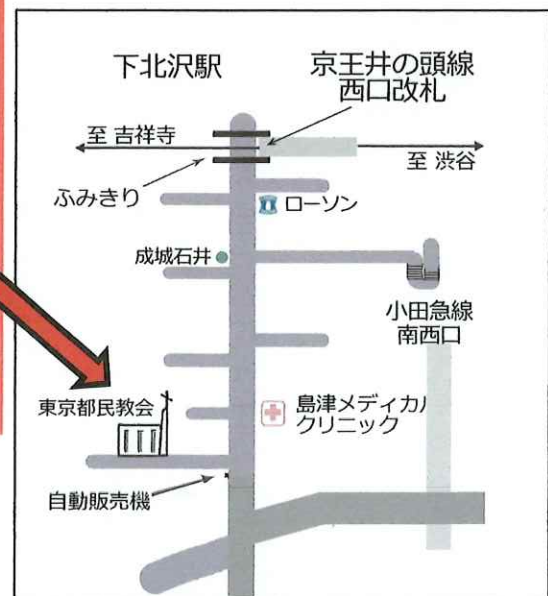 下北沢駅
京王井の頭線
西口改札
至 吉祥寺
至 渋谷
ふみきり
ローソン
成城石井
小田急線
南西口
東京都民教会
島津メディカル
クリニック
自動販売機